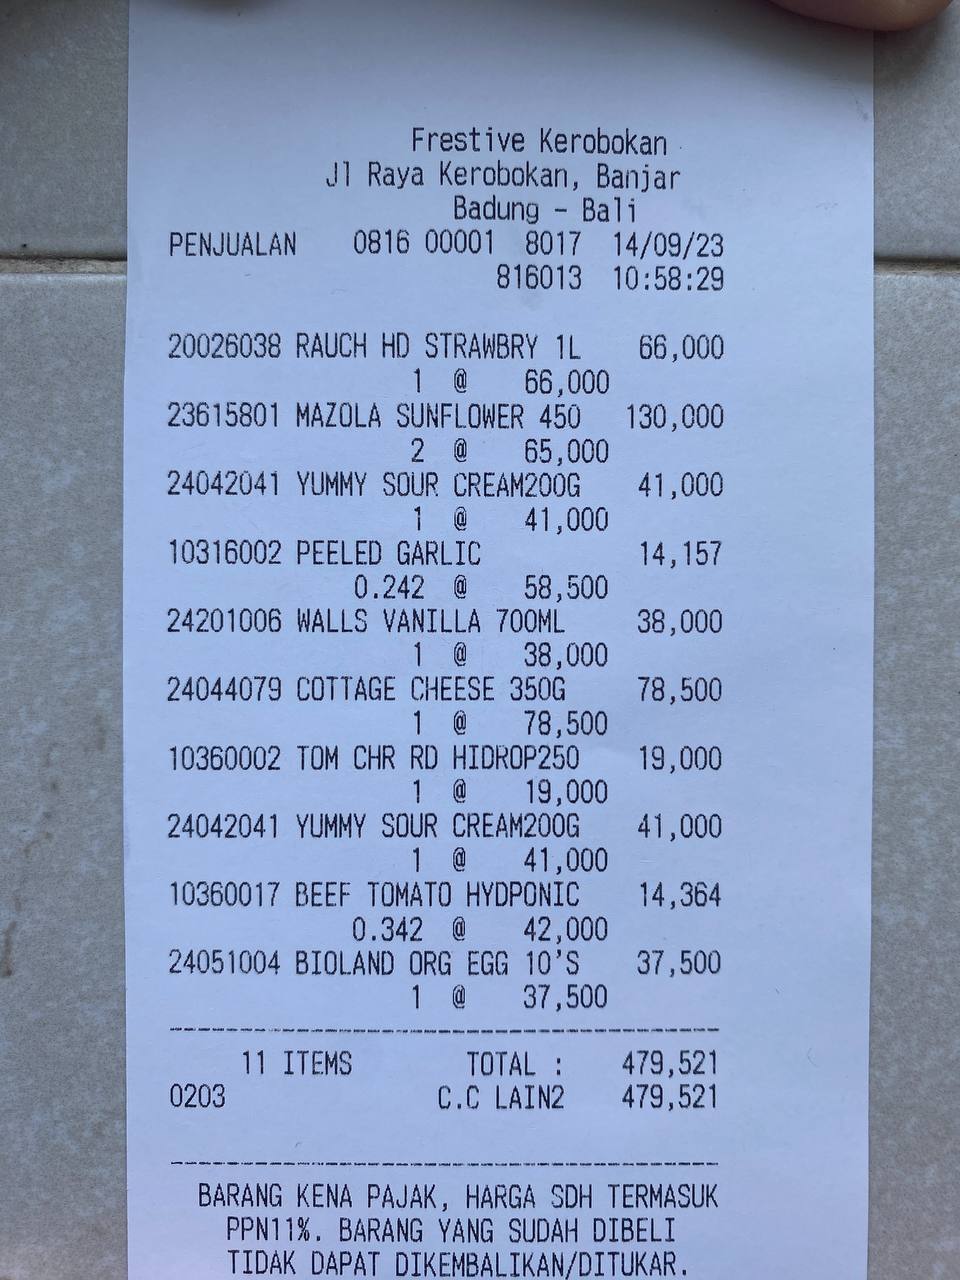 Frestive Kerobokan
Jl Raya Kerobokan, Banjar
Badung - Bali
PENJUALAN 0816 00001 8017 14/09/23
816013 10:58:29
20026038 RAUCH HD STRAWBRY 1L 66,000
1 @ 66,000
23615801 MAZOLA SUNFLOWER 450 130,000
2 @ 65,000
24042041 YUMMY SOUR CREAM200G 41,000
1 @ 41,000
10316002 PEELED GARLIC 14,157
0.242 @ 58,500
24201006 WALLS VANILLA 700ML 38,000
1 @ 38,000
24044079 COTTAGE CHEESE 350G 78,500
1 @ 78,500
10360002 TOM CHR RD HIDROP250 19,000
1 @ 19,000
24042041 YUMMY SOUR CREAM200G 41,000
1 @ 41,000
10360017 BEEF TOMATO HYDPONIC 14,364
0.342 @ 42,000
24051004 BIOLAND ORG EGG 10'S 37,500
1 @ 37,500
11 ITEMS TOTAL : 479,521
0203 C.C LAIN2 479,521
BARANG KENA PAJAK, HARGA SDH TERMASUK
PPN11%. BARANG YANG SUDAH DIBELI
TIDAK DAPAT DIKEMBALIKAN/DITUKAR.